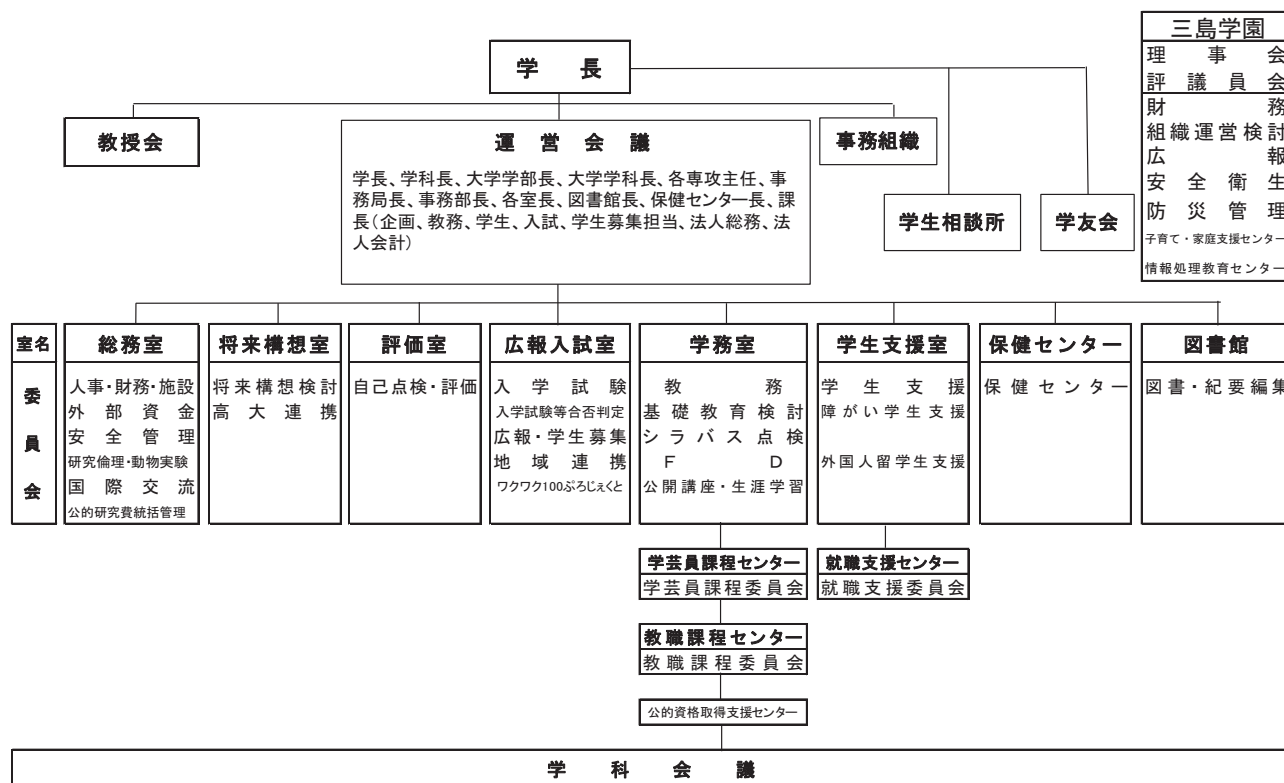 学長
三島学園
理事会
評議員会
財務
組織運営検討
広報
安全衛生
防災管理
子育て・家庭支援センター
情報処理教育センター
教授会
運営会議
学長、学科長、大学学部長、大学学科長、各専攻主任、事
務局長、事務部長、各室長、図書館長、保健センター長、課
長(企画、教務、学生、入試、学生募集担当、法人総務、法
人会計)
事務組織
学生相談所
学友会
室名
委員会
総務室
人事・財務・施設
外部資金
安全管理
研究倫理・動物実験
国際交流
公的研究費統括管理
将来構想室
将来構想検討
高大連携
評価室
自己点検・評価
広報入試室
入学試験
入学試験等合否判定
広報・学生募集
地域連携
ワクワク100ぷろじぇくと
学務室
教務
基礎教育検討
シラバス点検
FD
公開講座・生涯学習
学生支援室
学生支援
障がい学生支援
外国人留学生支援
保健センター
保健センター
図書館
図書・紀要編集
学芸員課程センター
学芸員課程委員会
就職支援センター
就職支援委員会
教職課程センター
教職課程委員会
公的資格取得支援センター
学科会議